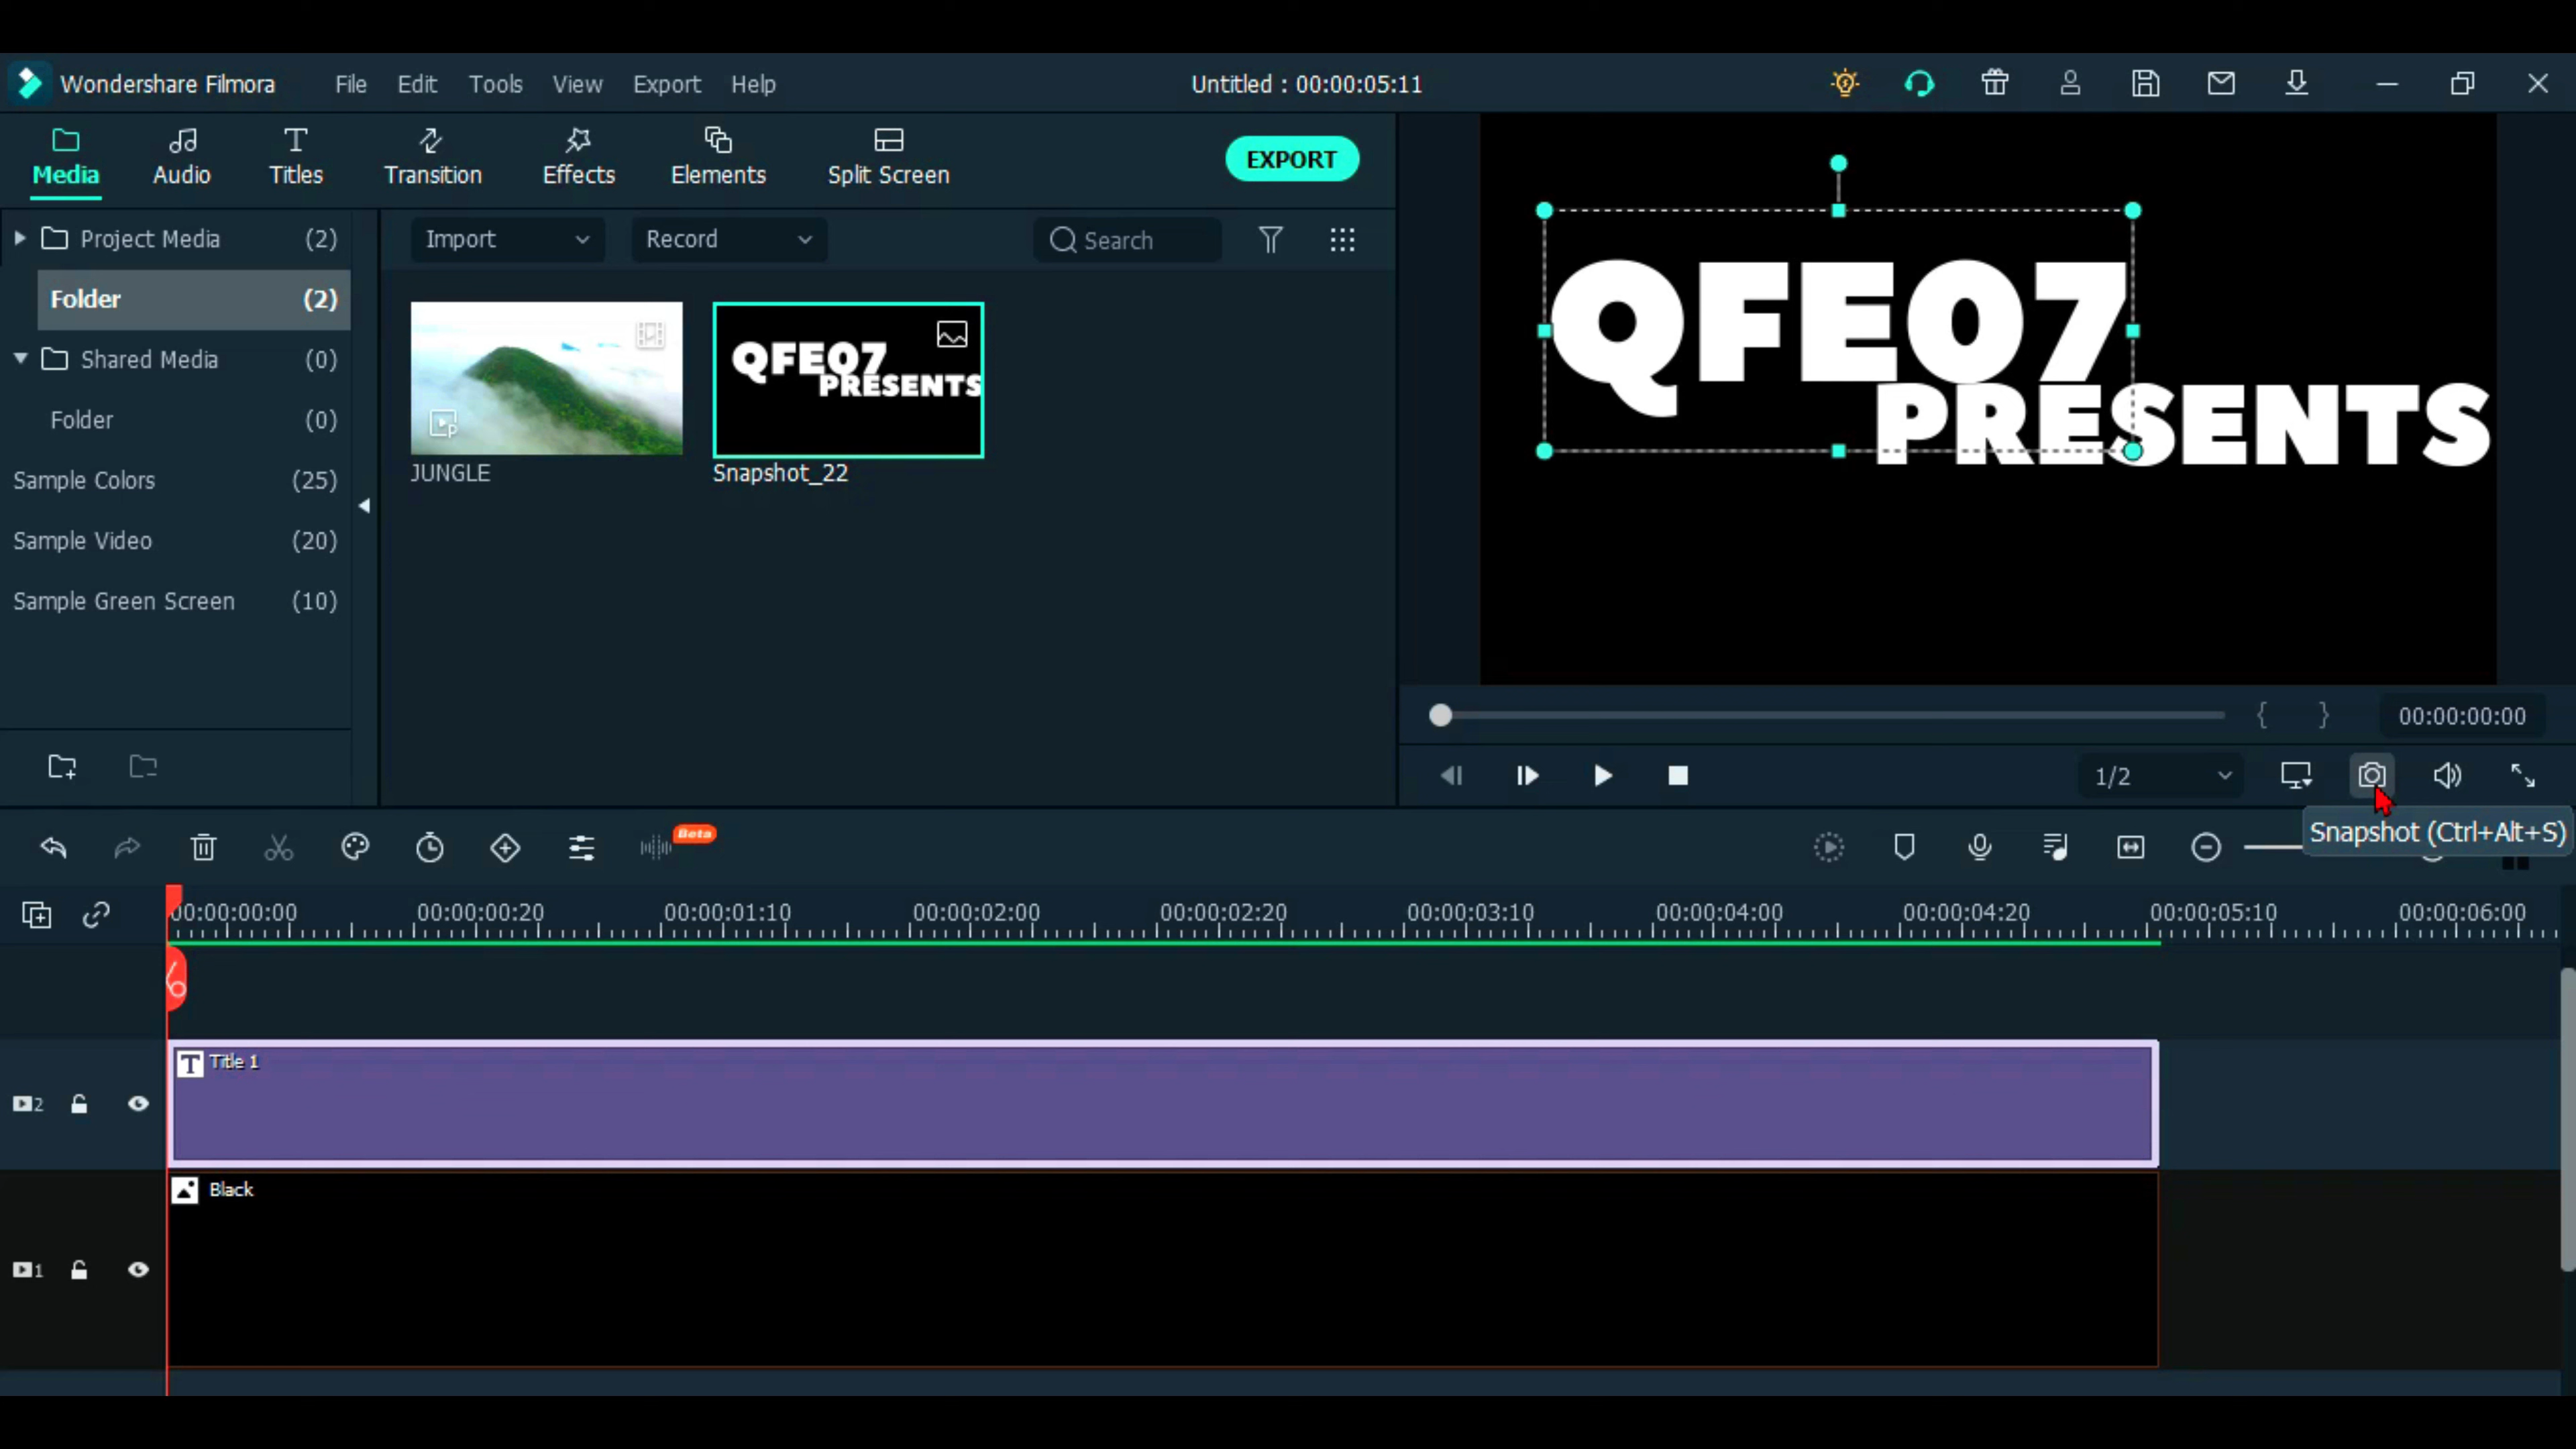 Wondershare Filmora File Edit Tools View Export Help Untitled : 00:00:05:11
Media Audio Titles Transition Effects Elements Split Screen EXPORT
Project Media (2)
Folder (2)
Shared Media (0)
Folder (0)
Sample Colors (25)
Sample Video (20)
Sample Green Screen (10)
Import Record Search
QFE07
PRESENTS
JUNGLE Snapshot_22
QFE07
PRESENTS
{ } 00:00:00:00
1/2
Snapshot (Ctrl+Alt+S)
Beta
00:00:00:00 00:00:00:20 00:00:01:10 00:00:02:00 00:00:02:20 00:00:03:10 00:00:04:00 00:00:04:20 00:00:05:10 00:00:06:00
T Title 1
2
Black
1